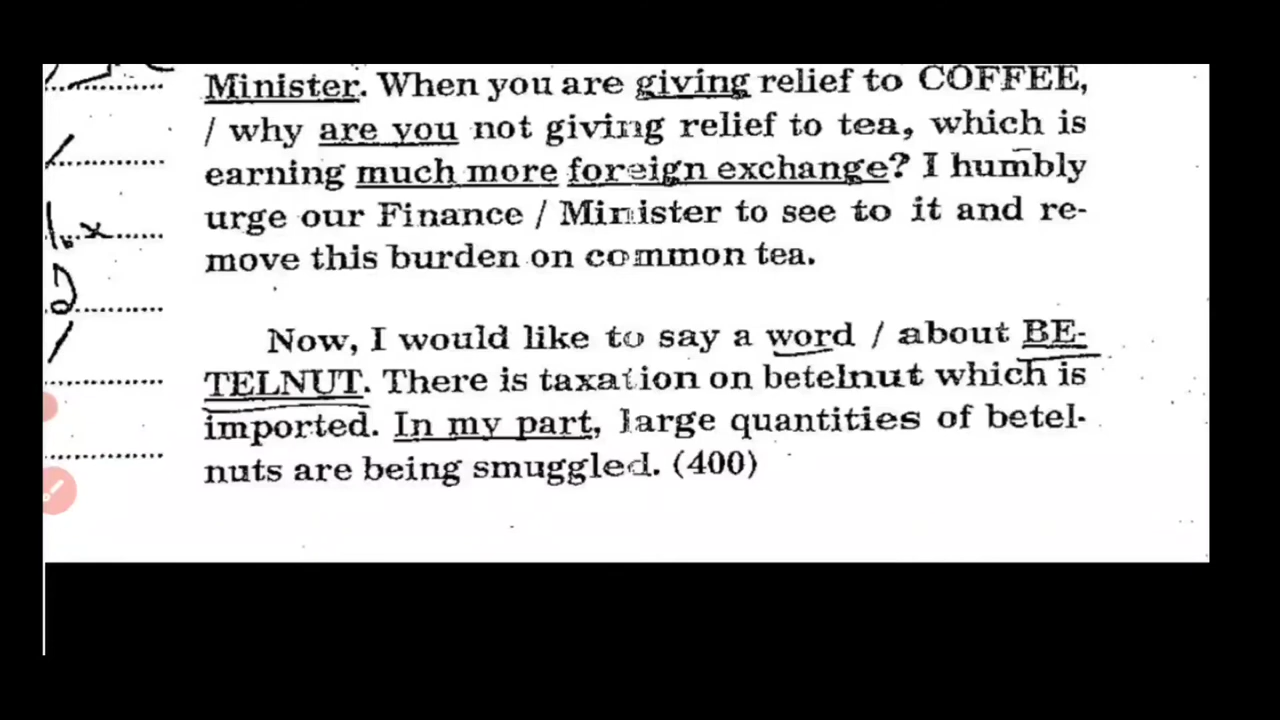 Minister. When you are giving relief to COFFEE,
/ why are you not giving relief to tea, which is
earning much more foreign exchange? I humbly
urge our Finance / Minister to see to it and re-
move this burden on common tea.
Now, I would like to say a word / about BE-
TELNUT. There is taxation on betelnut which is
imported. In my part, large quantities of betel-
nuts are being smuggled. (400)